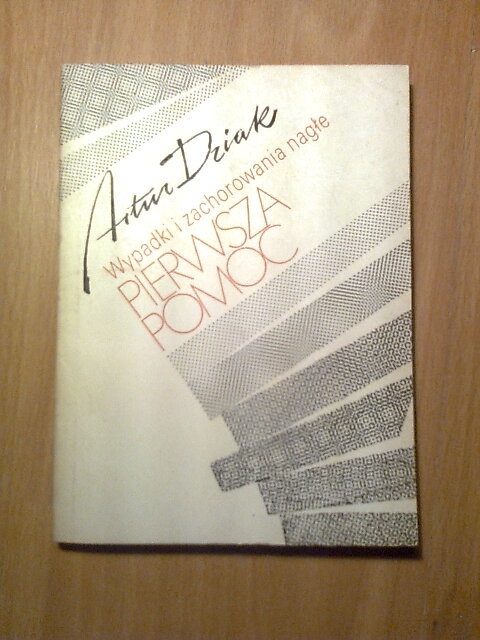 Artur Dziak
Wypadki i zachorowania nagłe
PIERWSZA
POMOC